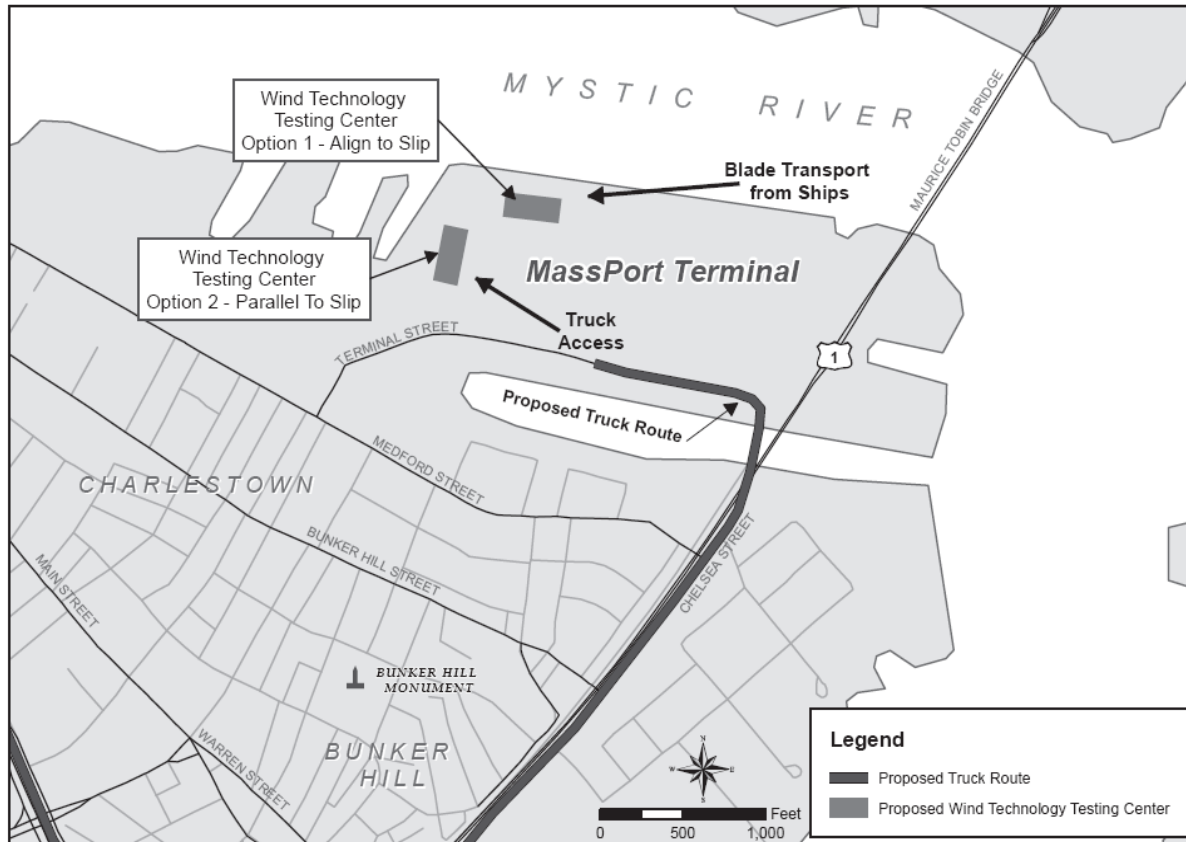 MYSTIC RIVER
MAURICE TOBIN BRIDGE
Wind Technology
Testing Center
Option 1 - Align to Slip
Blade Transport
from Ships
Wind Technology
Testing Center
Option 2 - Parallel To Slip
MassPort Terminal
Truck
Access
TERMINAL STREET
1
Proposed Truck Route
MEDFORD STREET
CHARLESTOWN
BUNKER HILL STREET
CHELSEA STREET
MAIN STREET
BUNKER HILL
MONUMENT
WARREN STREET
BUNKER
HILL
N
W E
S
Feet
0 500 1,000
Legend
Proposed Truck Route
Proposed Wind Technology Testing Center